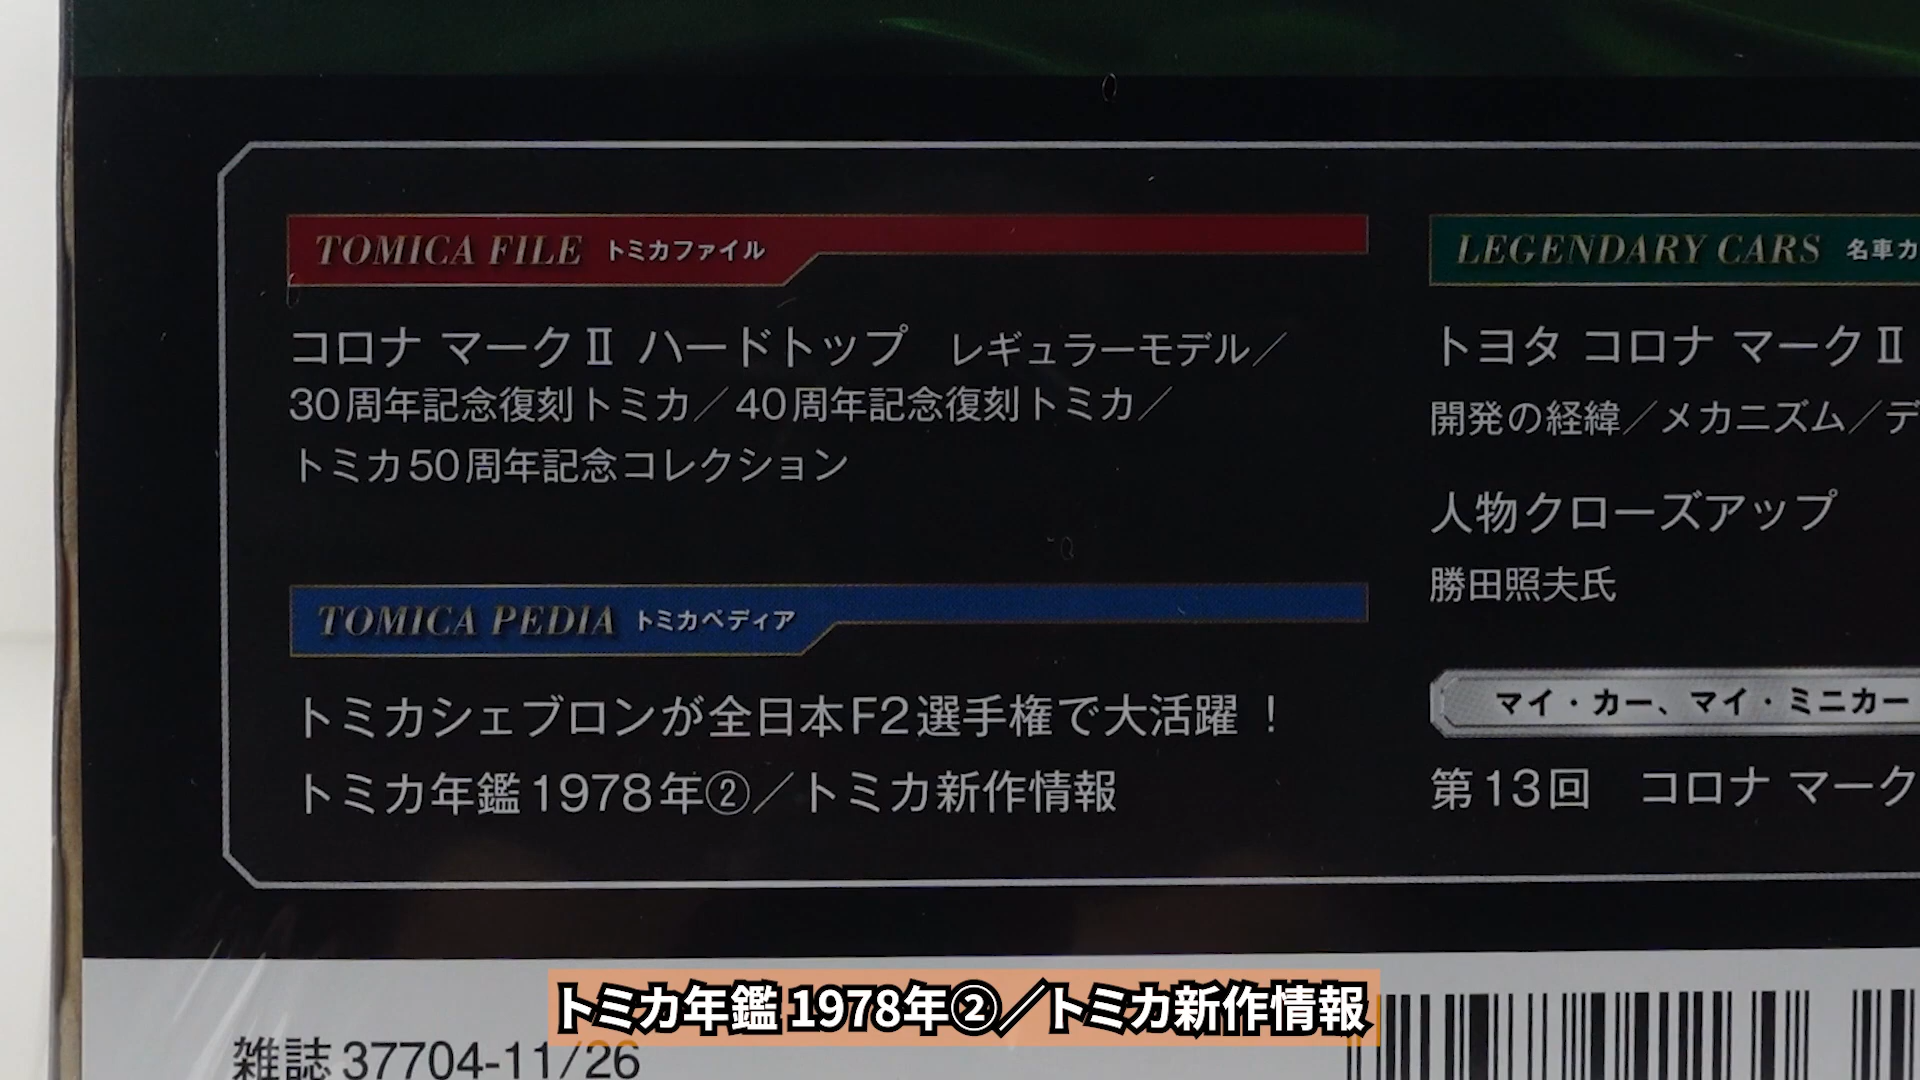 TOMICA FILE トミカファイル
コロナ マークⅡ ハードトップ レギュラーモデル／
30周年記念復刻トミカ／40周年記念復刻トミカ／
トミカ50周年記念コレクション
TOMICA PEDIA トミカペディア
トミカシェブロンが全日本F2選手権で大活躍！
トミカ年鑑1978年②／トミカ新作情報
LEGENDARY CARS 名車カ
トヨタ コロナ マークⅡ
開発の経緯／メカニズム／デ
人物クローズアップ
勝田照夫氏
マイ・カー、マイ・ミニカー
第13回 コロナ マーク
雑誌 37704-11/26
トミカ年鑑 1978年②／トミカ新作情報